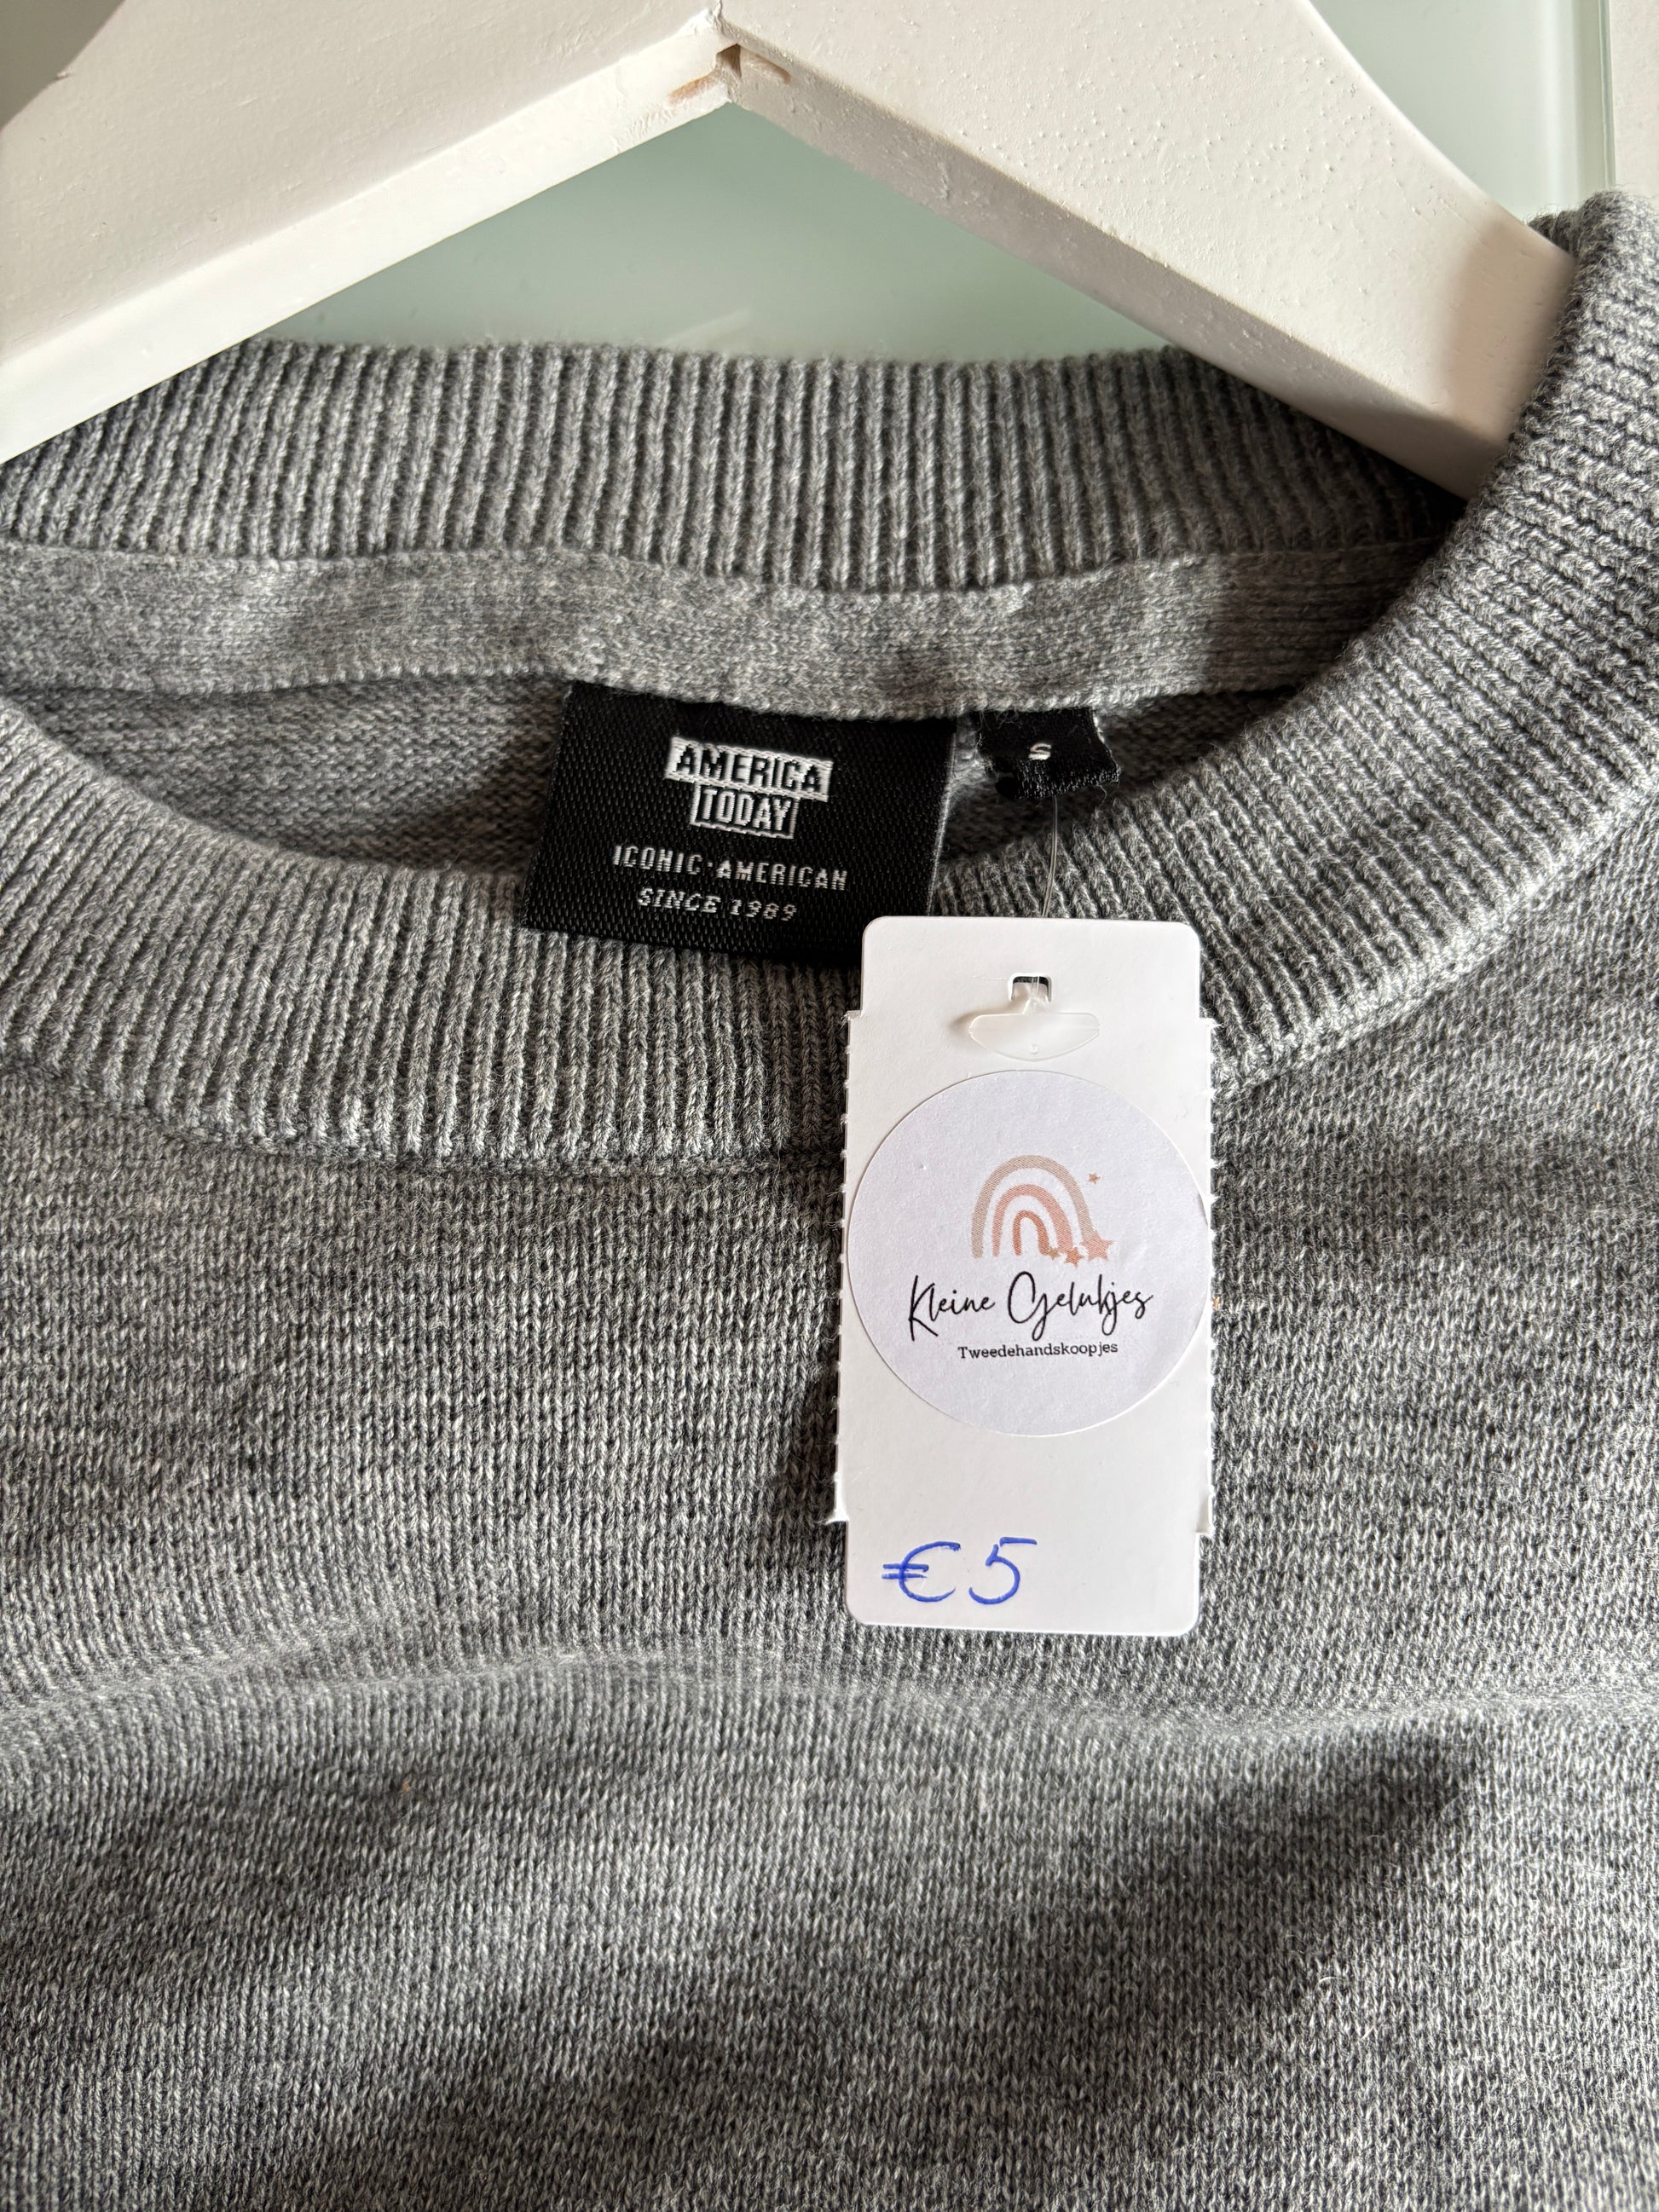 AMERICA
TODAY
ICONIC·AMERICAN
SINCE 1989
S
Kleine Gelukjes
Tweedehandskoopjes
€5